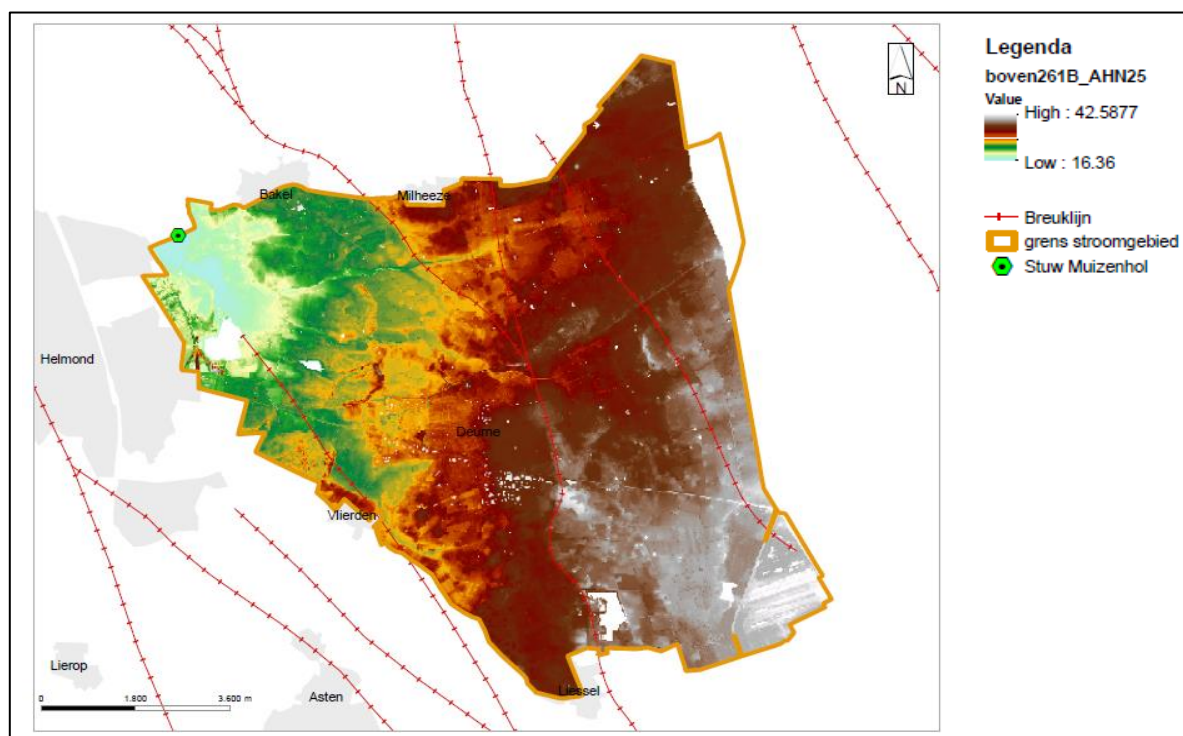 Legenda
boven261B_AHN25
Value
High : 42.5877
Low : 16.36
Breuklijn
grens stroomgebied
Stuw Muizenhol
N
Bakel
Milheeze
Helmond
Deurne
Vlierden
Lierop
Asten
Liessel
0 1.800 3.600 m